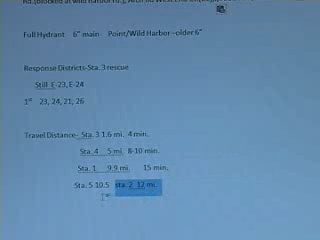 Full Hydrant 6" main Point/Wild Harbor –older 6"
Response Districts-Sta. 3 rescue
Still E-23, E-24
1st 23, 24, 21, 26
Travel Distance- Sta. 3 1.6 mi. 4 min.
Sta. 4 5 mi. 8-10 min.
Sta. 1 9.9 mi. 15 min.
Sta. 5 10.5 sta. 2 12 mi.